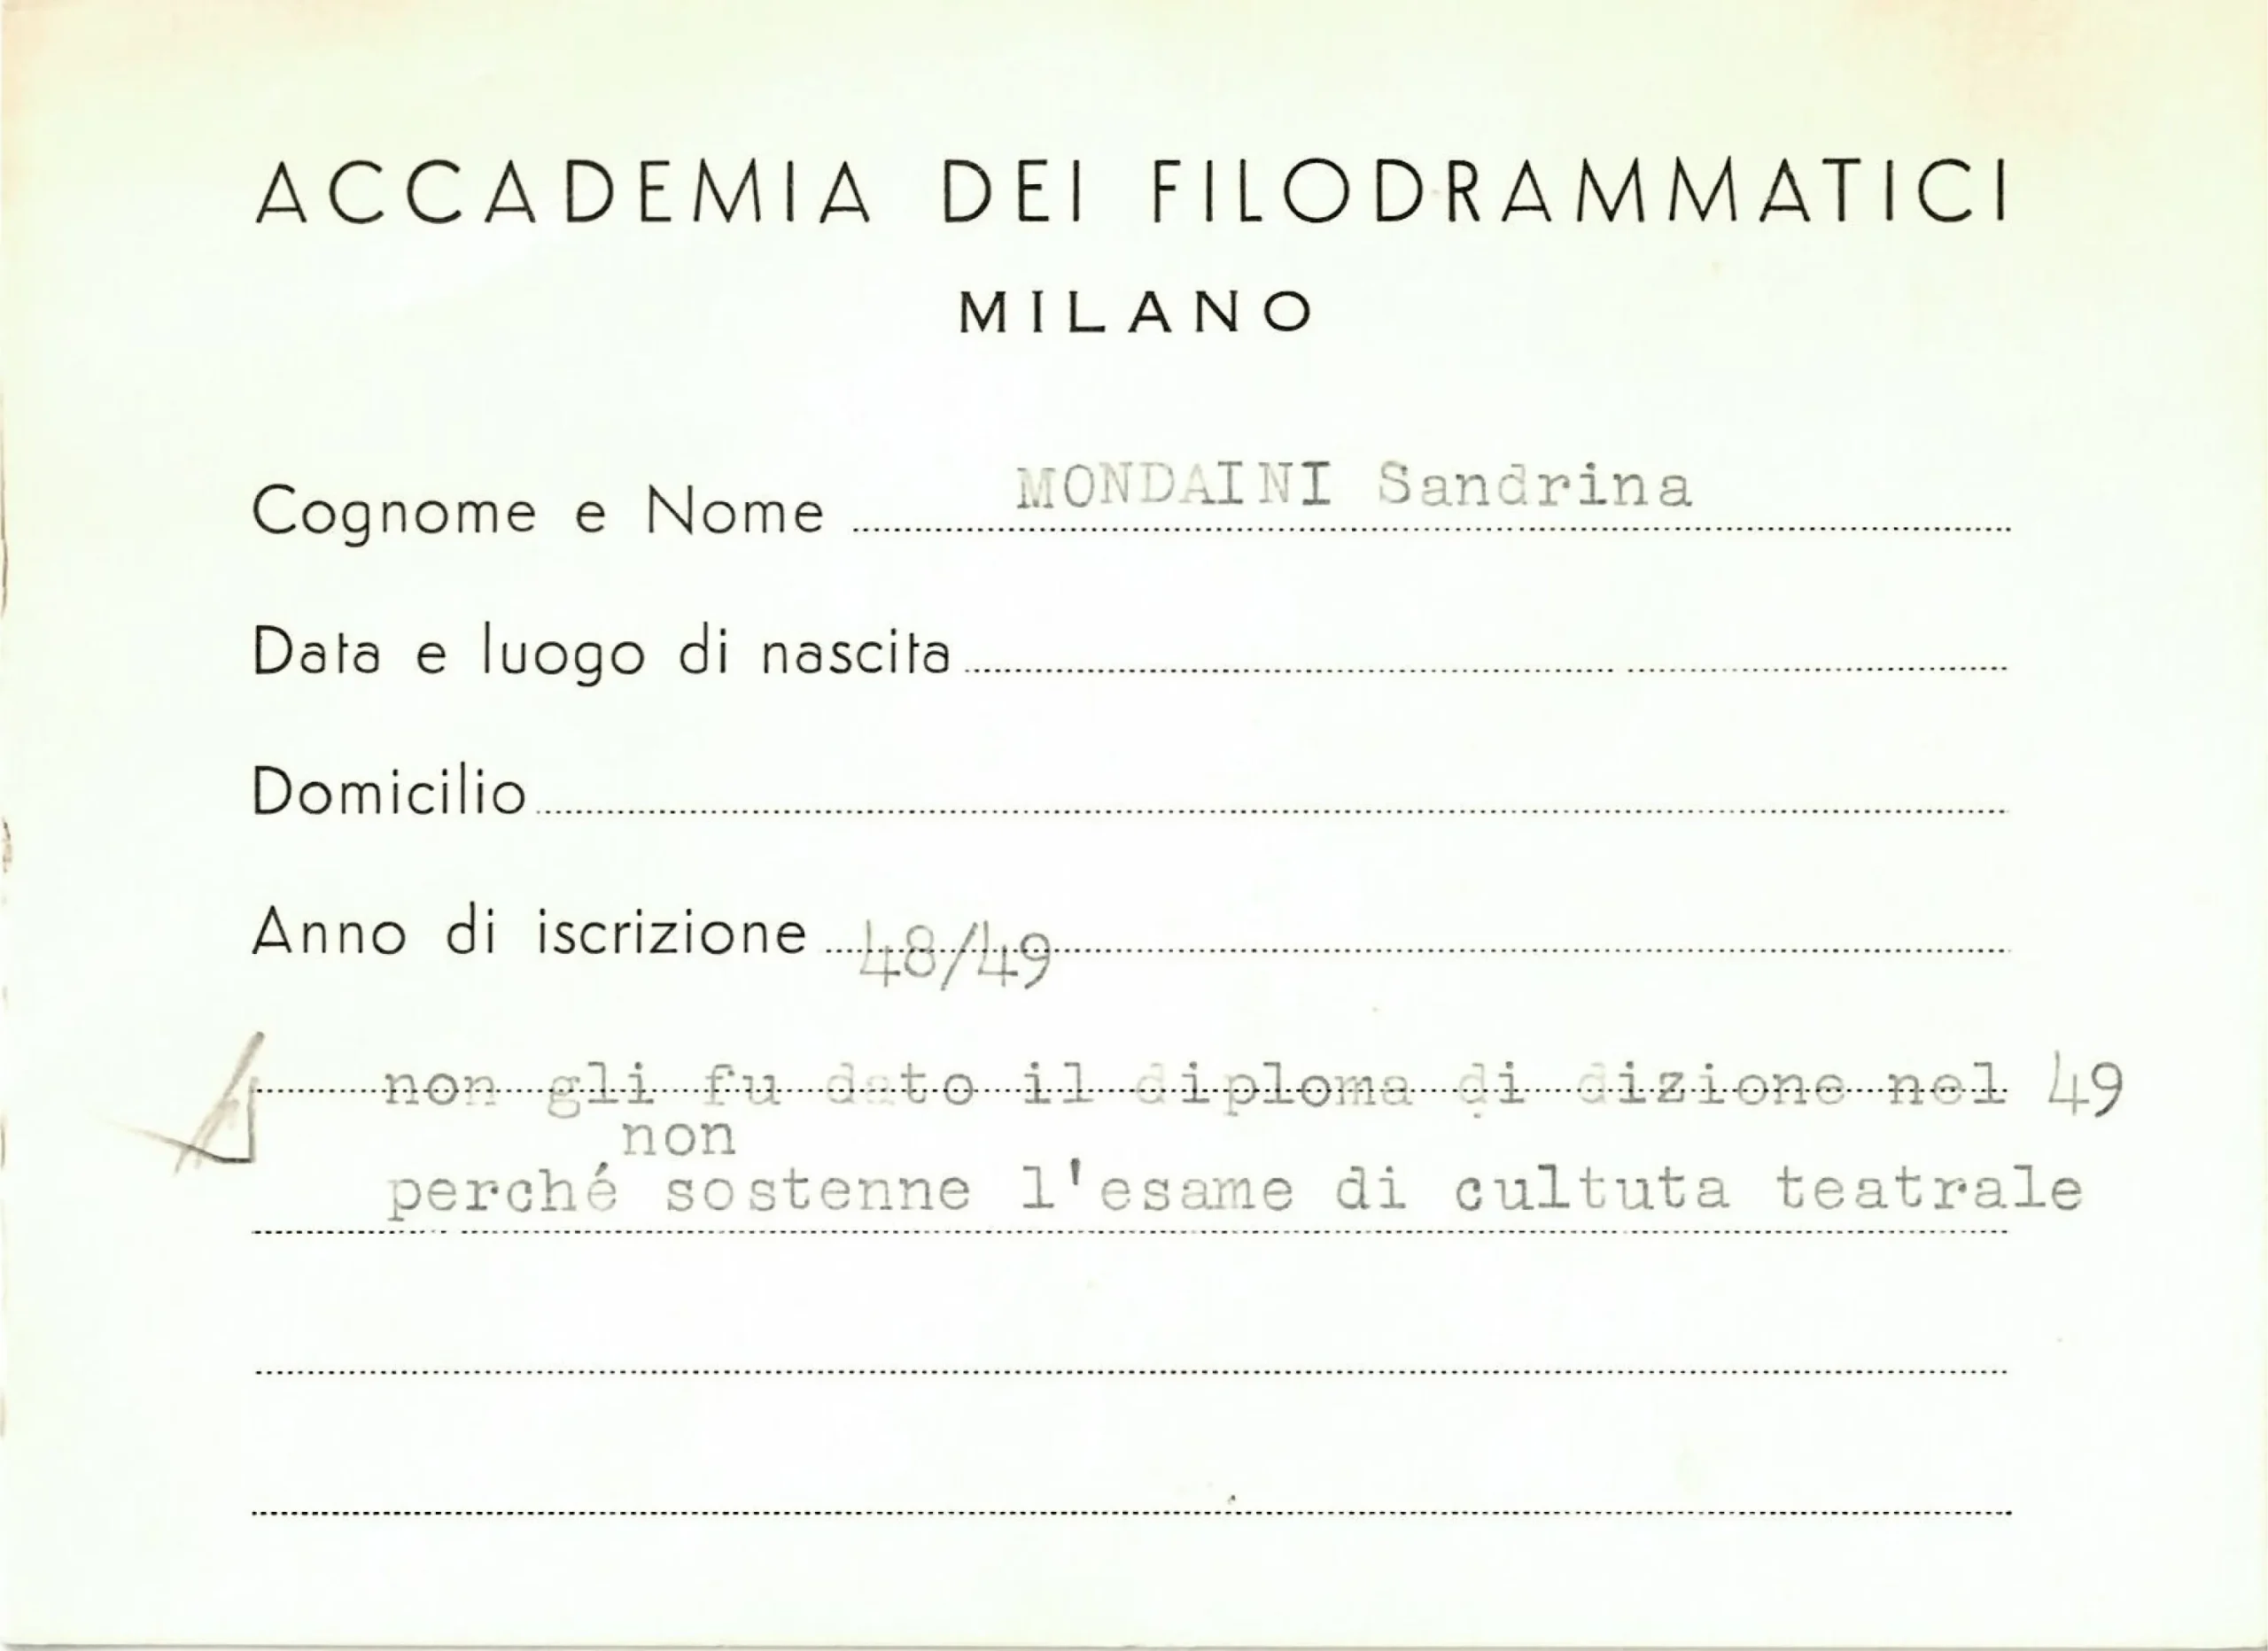 ACCADEMIA DEI FILODRAMMATICI
MILANO
Cognome e Nome MONDAINI Sandrina
Data e luogo di nascita
Domicilio
Anno di iscrizione 48/49
non gli fu dato il diploma di dizione nel 49
non
perché sostenne l'esame di cultuta teatrale